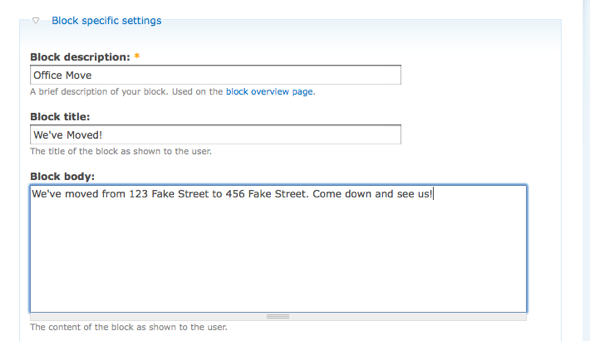 Block specific settings
Block description: *
Office Move
A brief description of your block. Used on the block overview page.
Block title:
We've Moved!
The title of the block as shown to the user.
Block body:
We've moved from 123 Fake Street to 456 Fake Street. Come down and see us!
The content of the block as shown to the user.